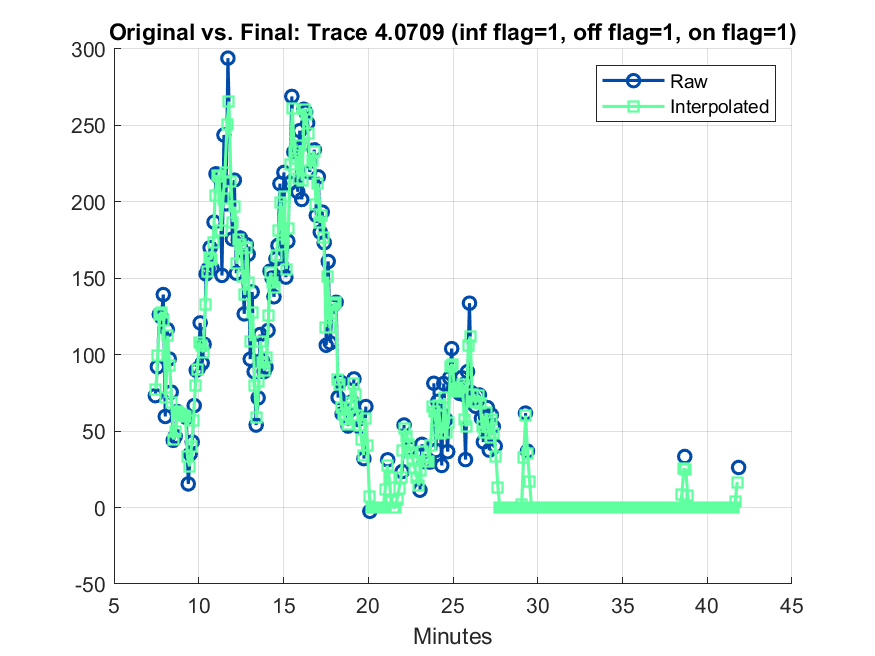 Original vs. Final: Trace 4.0709 (inf flag=1, off flag=1, on flag=1)
300
250
200
150
100
50
0
-50
Raw
Interpolated
5 10 15 20 25 30 35 40 45
Minutes